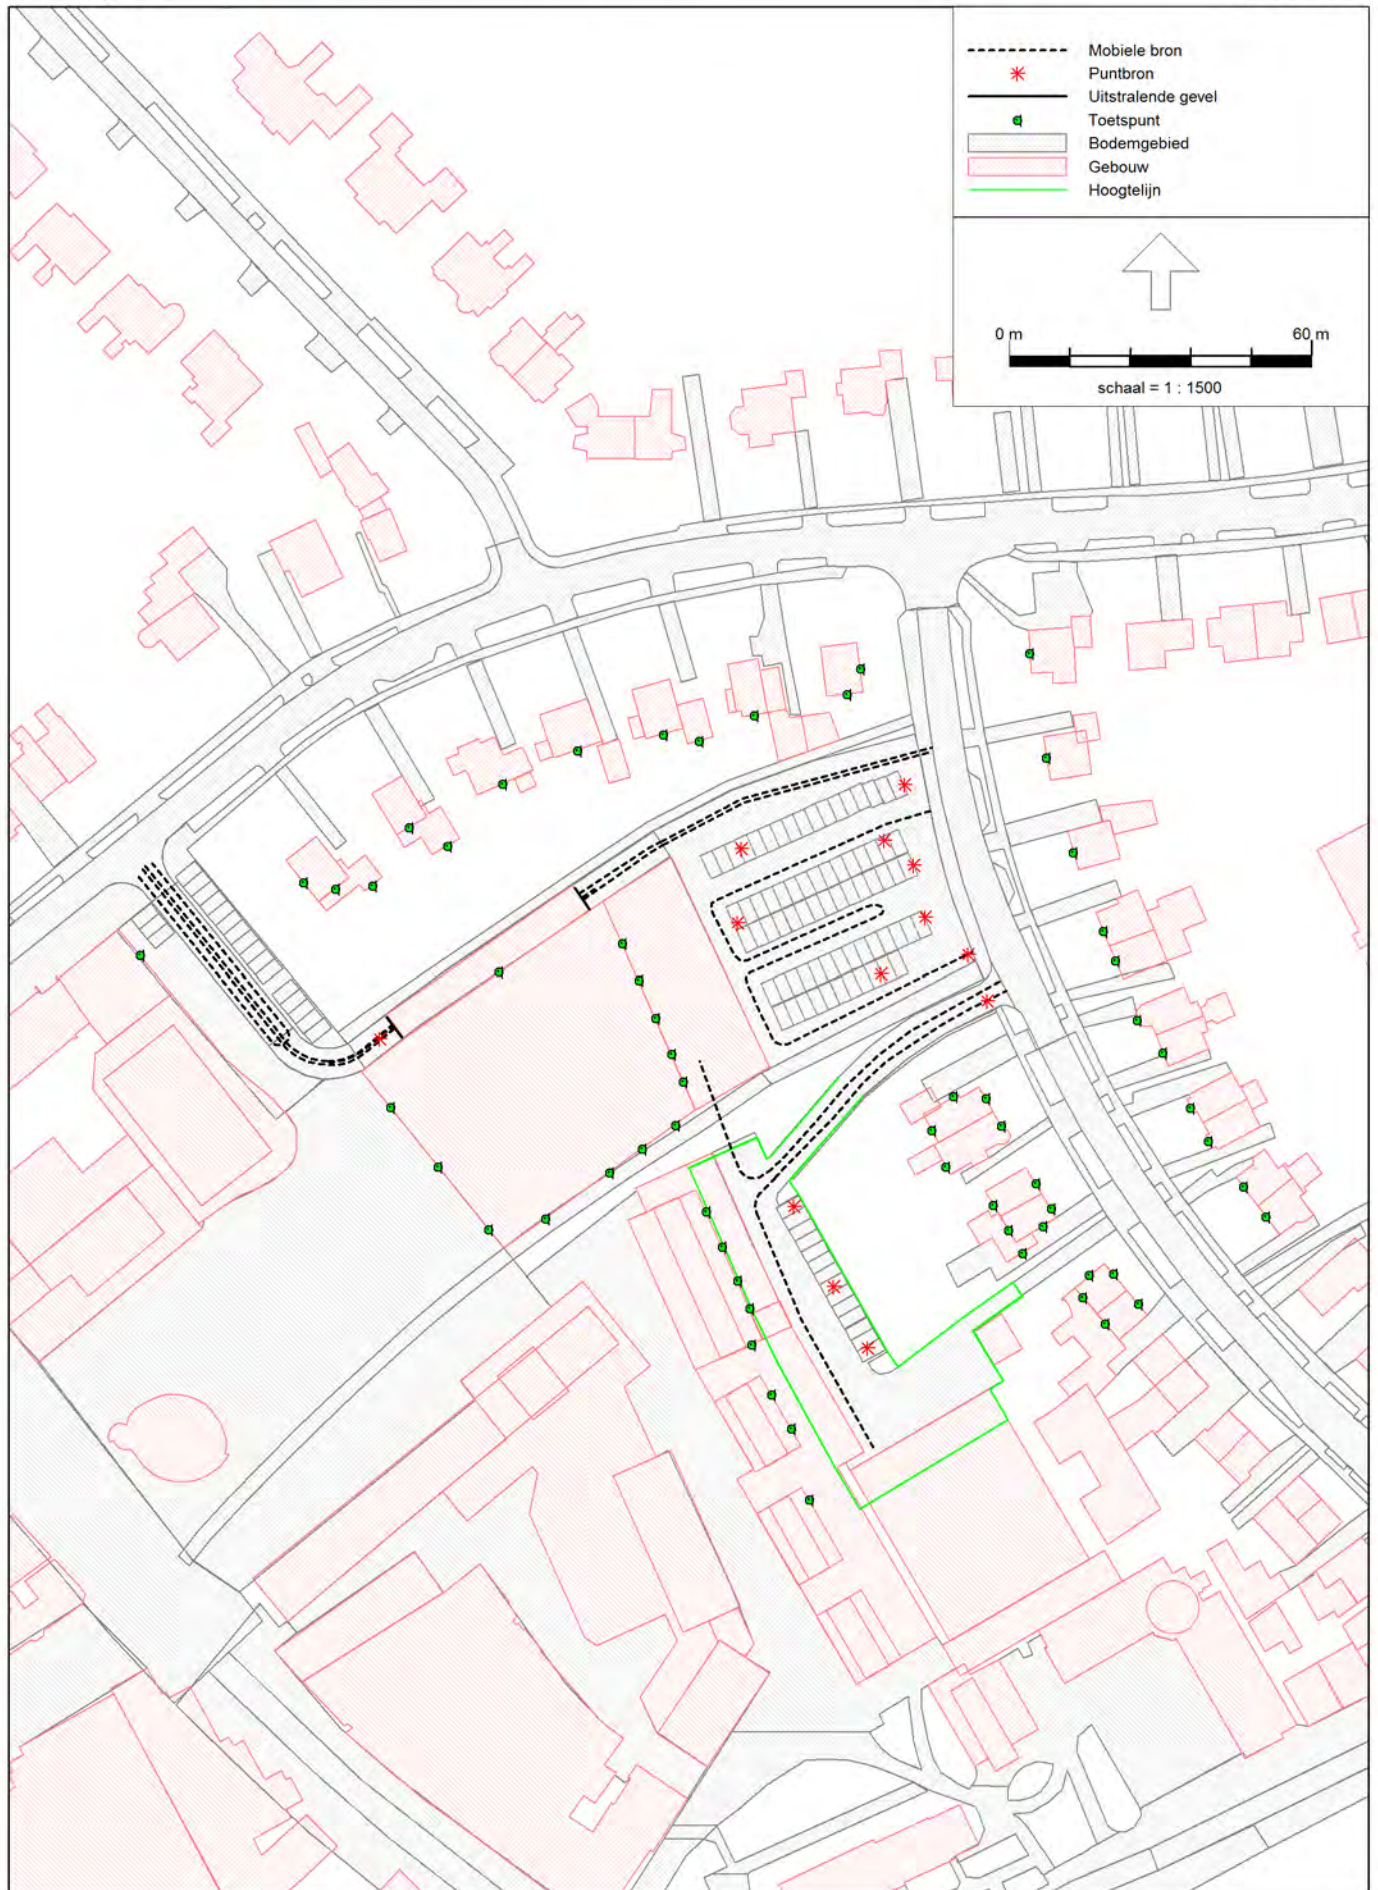 Mobiele bron
Puntbron
Uitstralende gevel
Toetspunt
Bodemgebied
Gebouw
Hoogtelijn
0 m 60 m
schaal = 1 : 1500